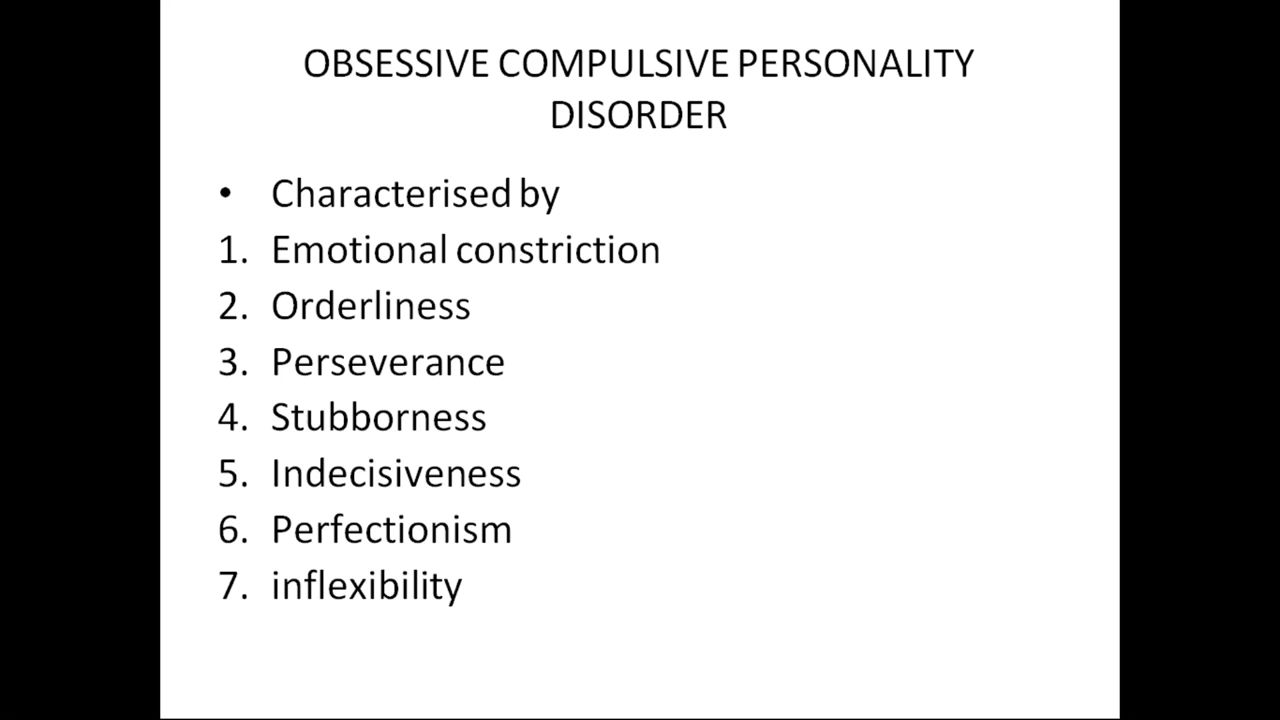 OBSESSIVE COMPULSIVE PERSONALITY
DISORDER
• Characterised by
1. Emotional constriction
2. Orderliness
3. Perseverance
4. Stubborness
5. Indecisiveness
6. Perfectionism
7. inflexibility